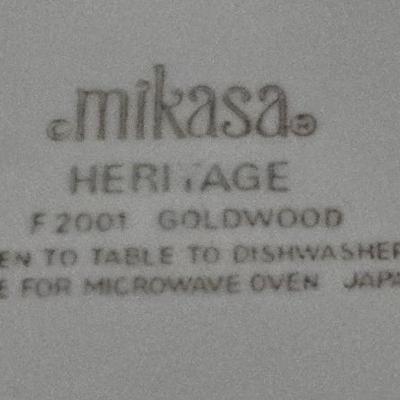 ©mikasa®
HERITAGE
F 2001 GOLDWOOD
EN TO TABLE TO DISHWASHER
E FOR MICROWAVE OVEN JAPA